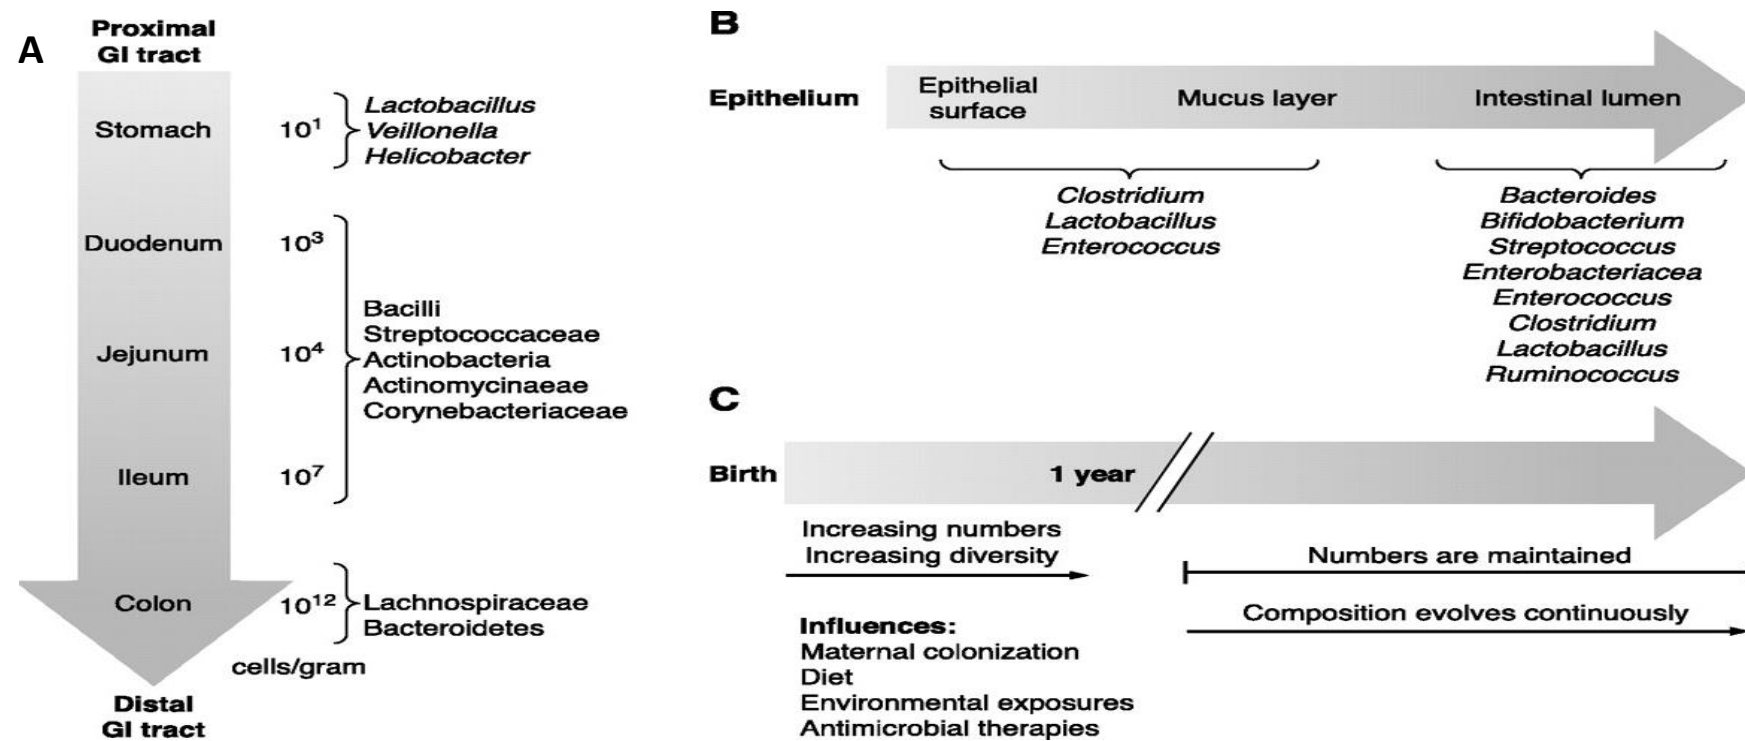 A
Proximal
GI tract
Stomach
10¹
Lactobacillus
Veillonella
Helicobacter
Duodenum
10³
Jejunum
10⁴
Ileum
10⁷
Bacilli
Streptococcaceae
Actinobacteria
Actinomycinaeae
Corynebacteriaceae
Colon
10¹²
Lachnospiraceae
Bacteroidetes
cells/gram
Distal
GI tract
B
Epithelium
Epithelial
surface
Mucus layer
Intestinal lumen
Clostridium
Lactobacillus
Enterococcus
Bacteroides
Bifidobacterium
Streptococcus
Enterobacteriacea
Enterococcus
Clostridium
Lactobacillus
Ruminococcus
C
Birth
1 year
Increasing numbers
Increasing diversity
Numbers are maintained
Composition evolves continuously
Influences:
Maternal colonization
Diet
Environmental exposures
Antimicrobial therapies